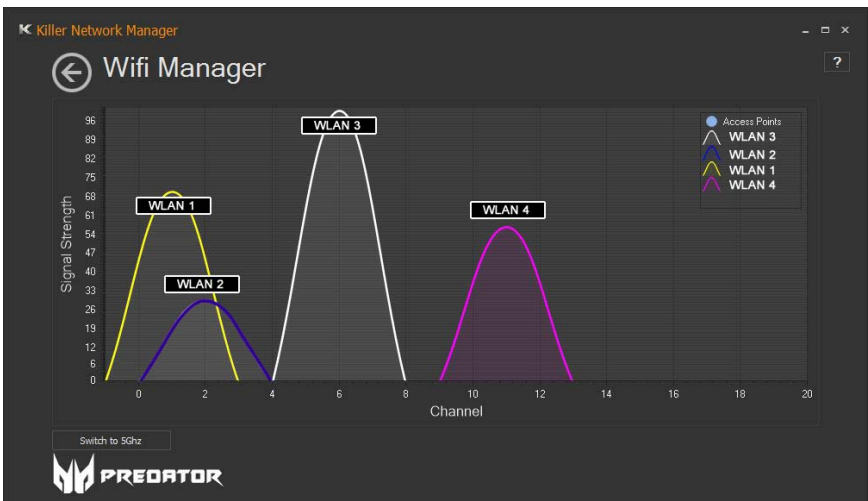 K Killer Network Manager
Wifi Manager
?
Signal Strength
96
89
82
75
68
61
54
47
40
33
26
19
12
6
0
WLAN 1
WLAN 2
WLAN 3
WLAN 4
Access Points
WLAN 3
WLAN 2
WLAN 1
WLAN 4
0 2 4 6 8 10 12 14 16 18 20
Channel
Switch to 5Ghz
PREDATOR